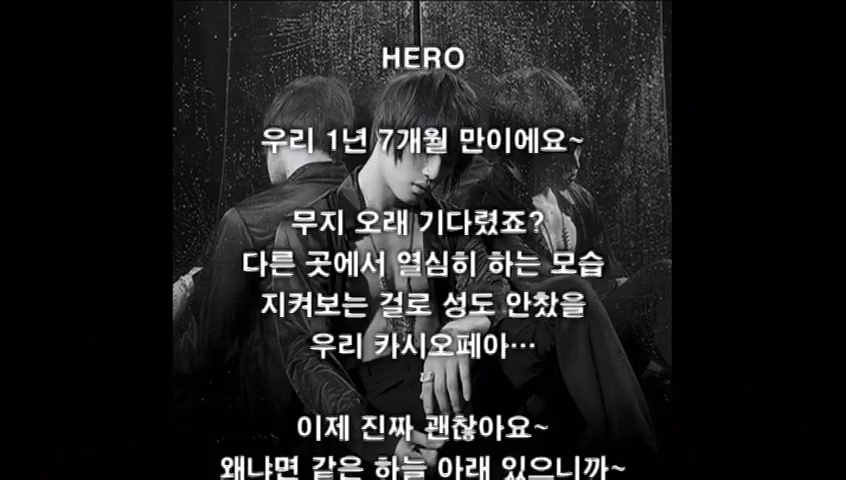 HERO
우리 1년 7개월 만이에요~
무지 오래 기다렸죠?
다른 곳에서 열심히 하는 모습
지켜보는 걸로 성도 안찼을
우리 카시오페아…
이제 진짜 괜찮아요~
왜냐면 같은 하늘 아래 있으니까~